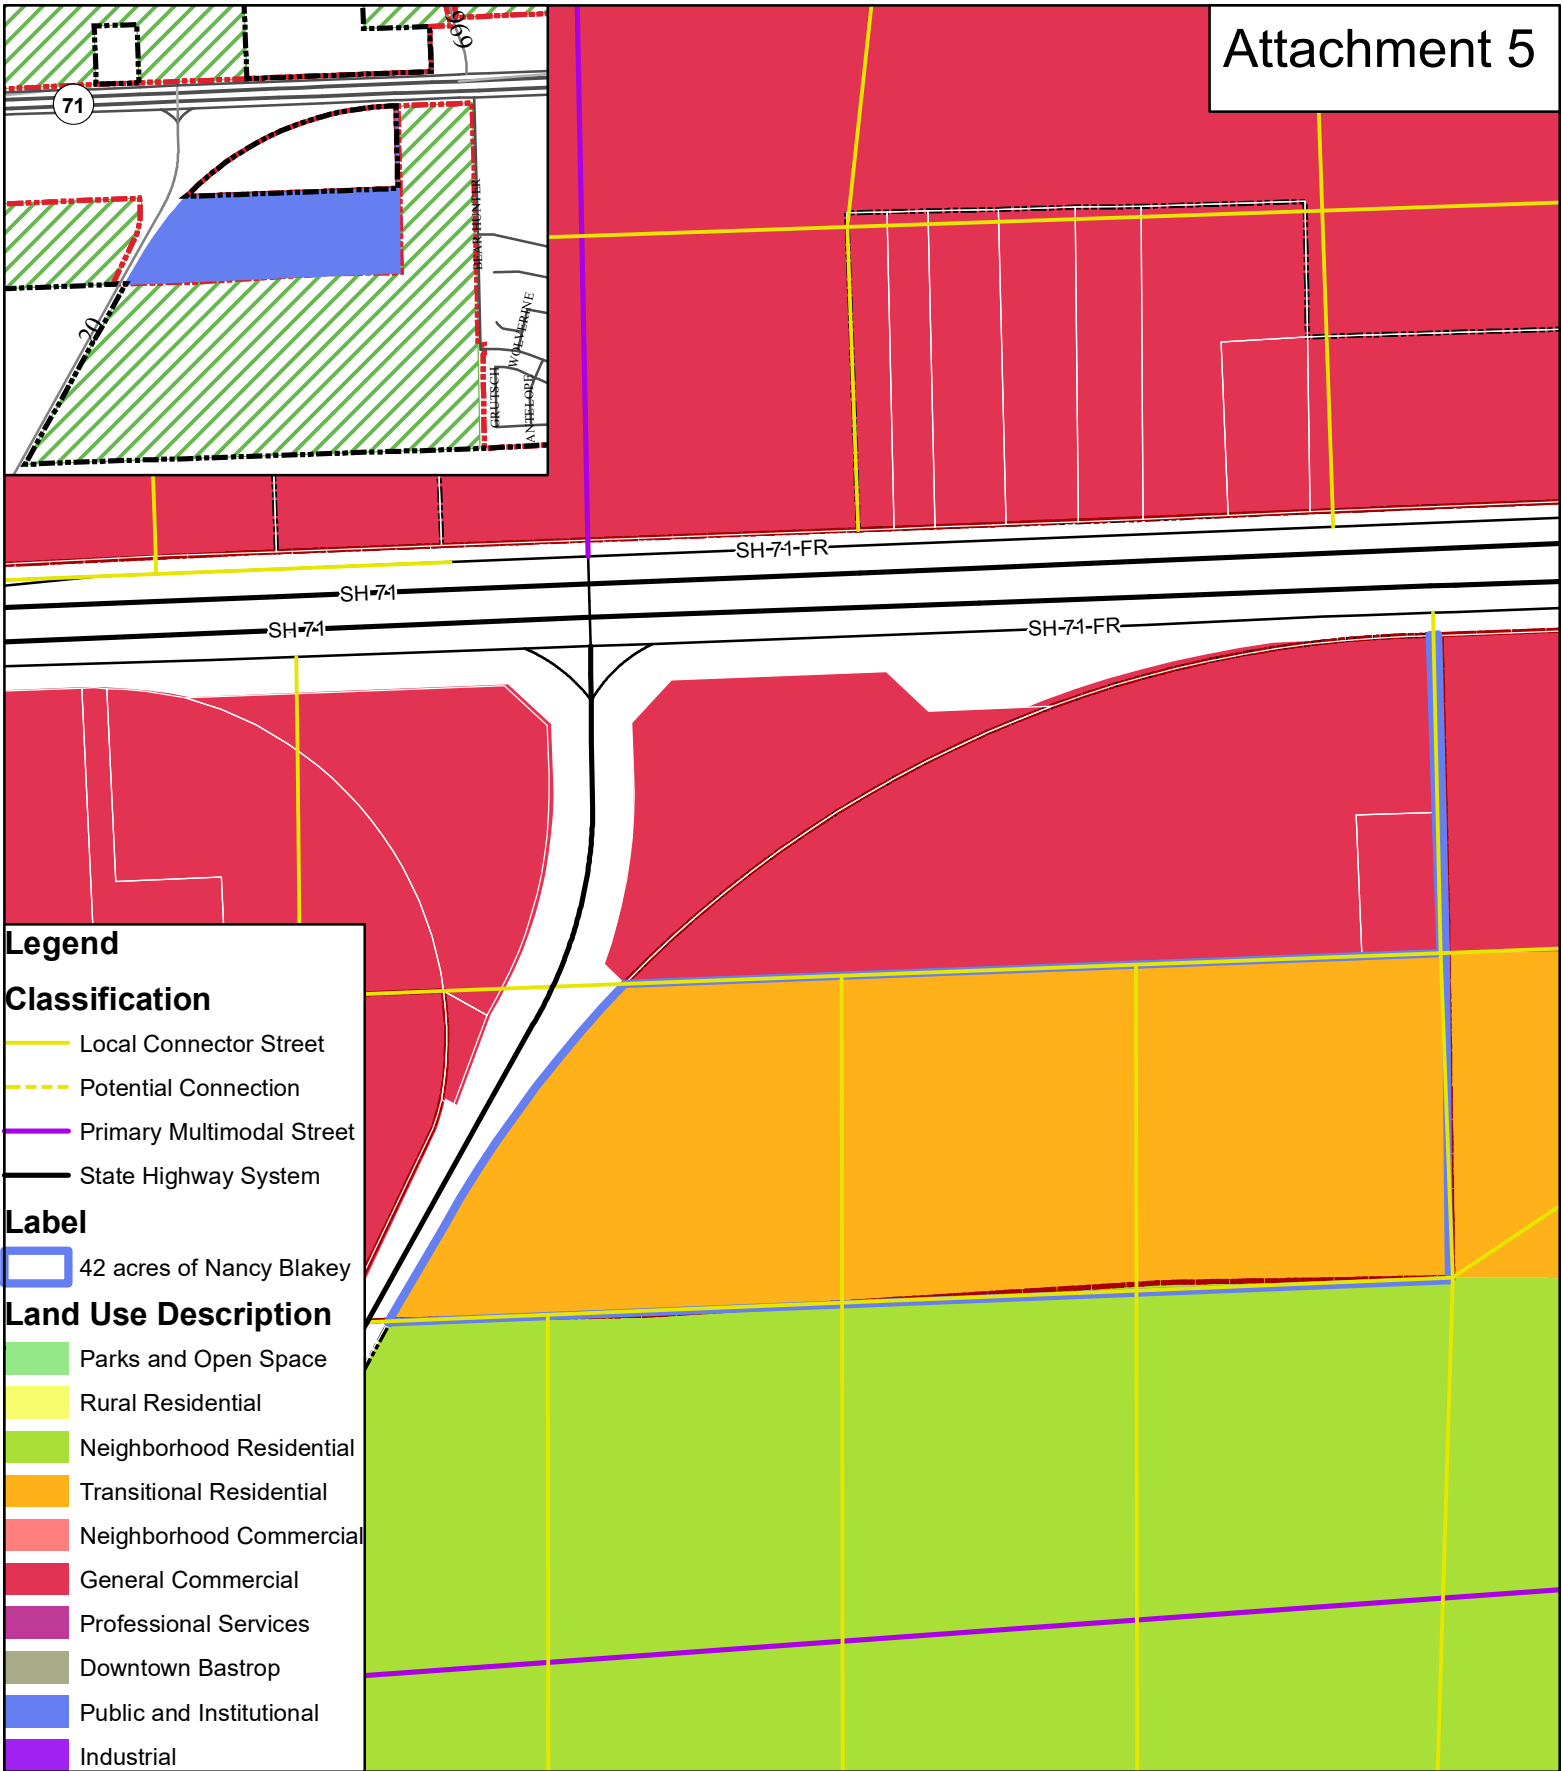 Attachment 5
969
71
BEAR HUNTER
20
WOLVERINE
GRUTSCH
ANTELOPE
SH-71-FR
SH-71
SH-71
SH-71-FR
Legend
Classification
Local Connector Street
Potential Connection
Primary Multimodal Street
State Highway System
Label
42 acres of Nancy Blakey
Land Use Description
Parks and Open Space
Rural Residential
Neighborhood Residential
Transitional Residential
Neighborhood Commercial
General Commercial
Professional Services
Downtown Bastrop
Public and Institutional
Industrial